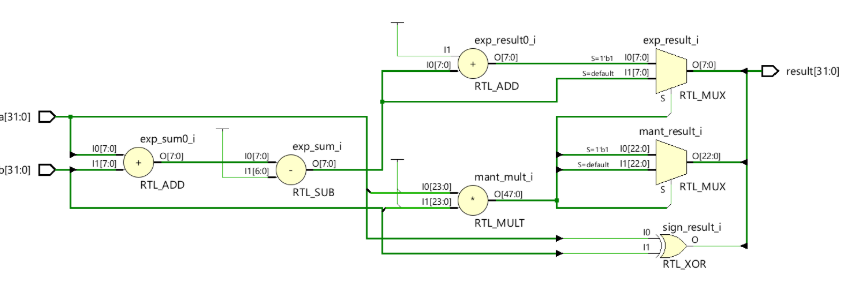 exp_result0_i
exp_result_i
I1
I0[7:0]
+
O[7:0]
RTL_ADD
S=1'b1
I0[7:0]
S=default
I1[7:0]
O[7:0]
S
RTL_MUX
result[31:0]
a[31:0]
exp_sum0_i
exp_sum_i
I0[7:0]
I1[7:0]
+
O[7:0]
RTL_ADD
I0[7:0]
I1[6:0]
-
O[7:0]
RTL_SUB
mant_result_i
S=1'b1
I0[22:0]
S=default
I1[22:0]
O[22:0]
S
RTL_MUX
[31:0]
mant_mult_i
I0[23:0]
I1[23:0]
*
O[47:0]
RTL_MULT
sign_result_i
I0
I1
O
RTL_XOR